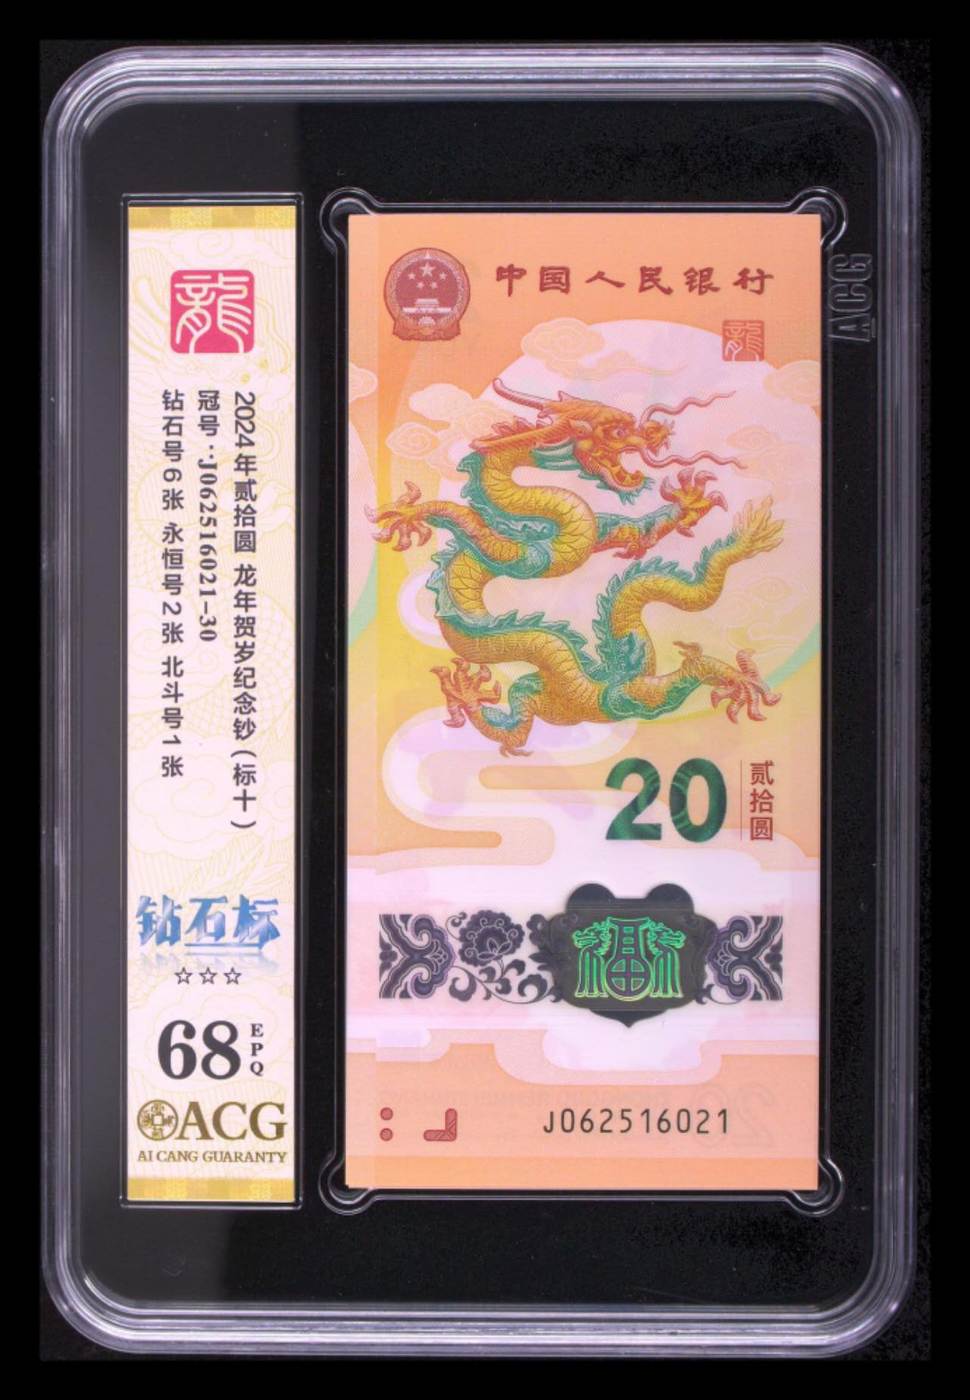 龍
2024年贰拾圆 龙年贺岁纪念钞（标十）
冠号：J062516021-30
钻石号6张 永恒号2张 北斗号1张
钻石标
☆☆☆
68 EPQ
ACG
AI CANG GUARANTY
中国人民银行
龍
20 贰拾圆
福
J062516021
ACG